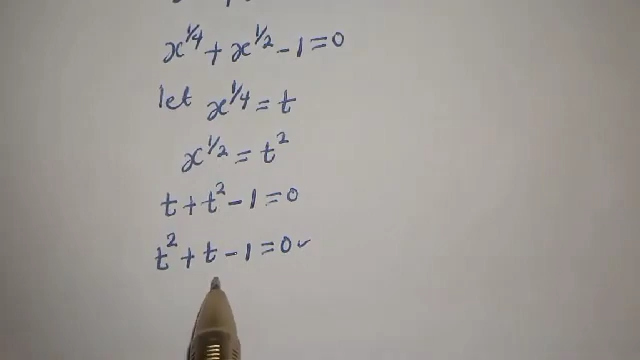 x^{1/4} + x^{1/2} - 1 = 0
let x^{1/4} = t
x^{1/2} = t^2
t + t^2 - 1 = 0
t^2 + t - 1 = 0